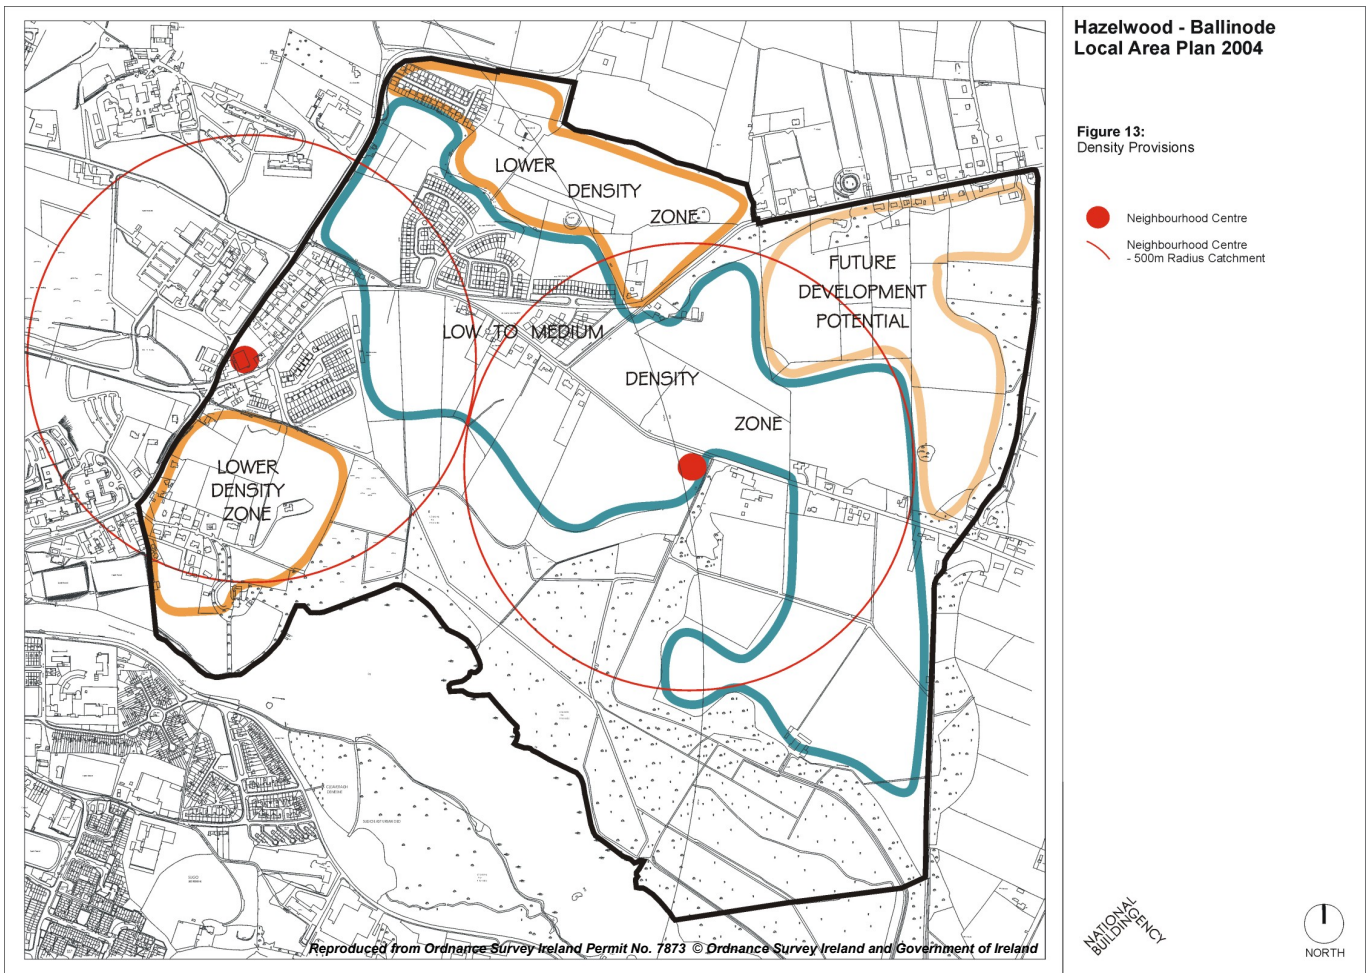 Hazelwood - Ballinode
Local Area Plan 2004
Figure 13:
Density Provisions
Neighbourhood Centre
Neighbourhood Centre
- 500m Radius Catchment
LOWER
DENSITY
ZONE
FUTURE
DEVELOPMENT
POTENTIAL
LOW TO MEDIUM
DENSITY
ZONE
LOWER
DENSITY
ZONE
NATIONAL
BUILDING
AGENCY
NORTH
Reproduced from Ordnance Survey Ireland Permit No. 7873 © Ordnance Survey Ireland and Government of Ireland